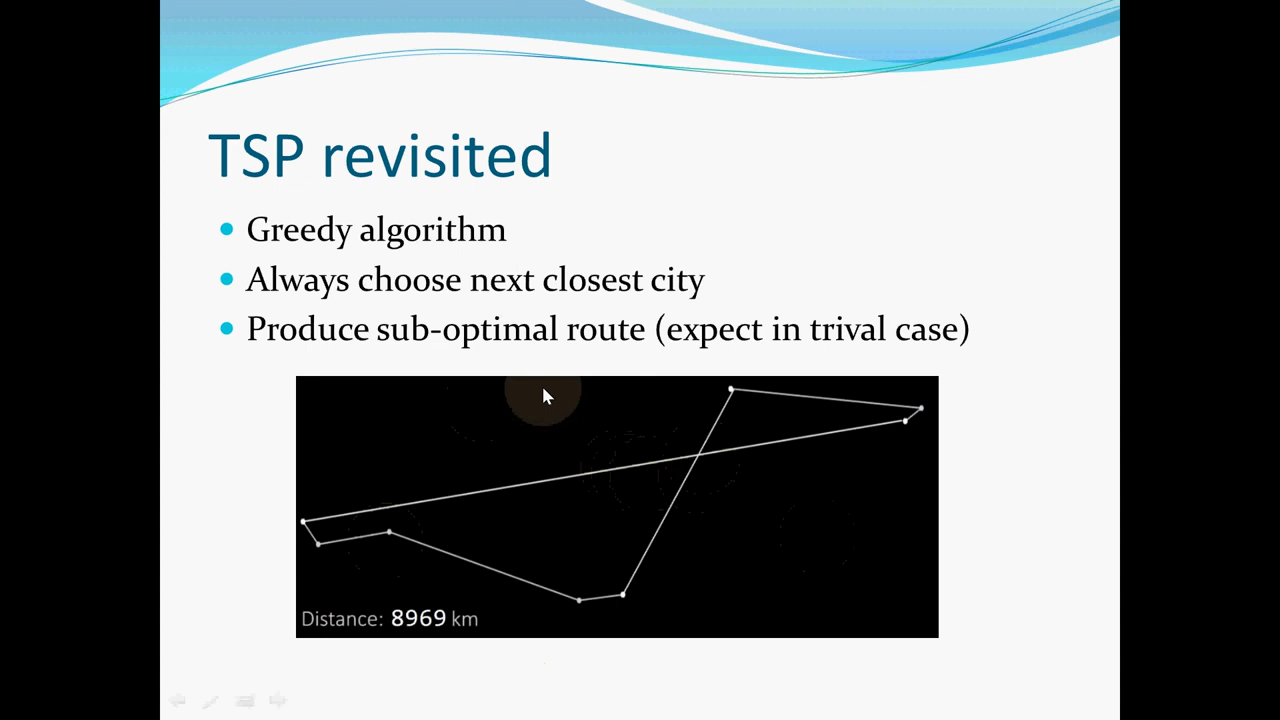 TSP revisited
Greedy algorithm
Always choose next closest city
Produce sub-optimal route (expect in trival case)
Distance: 8969 km